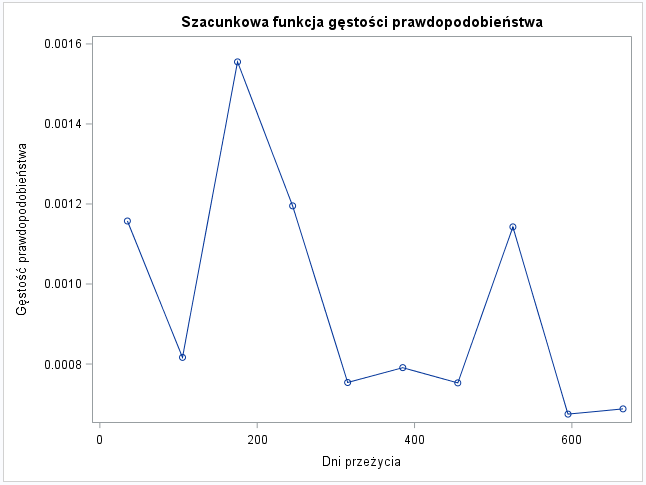 Szacunkowa funkcja gęstości prawdopodobieństwa
0.0016
0.0014
0.0012
0.0010
0.0008
Gęstość prawdopodobieństwa
0 200 400 600
Dni przeżycia